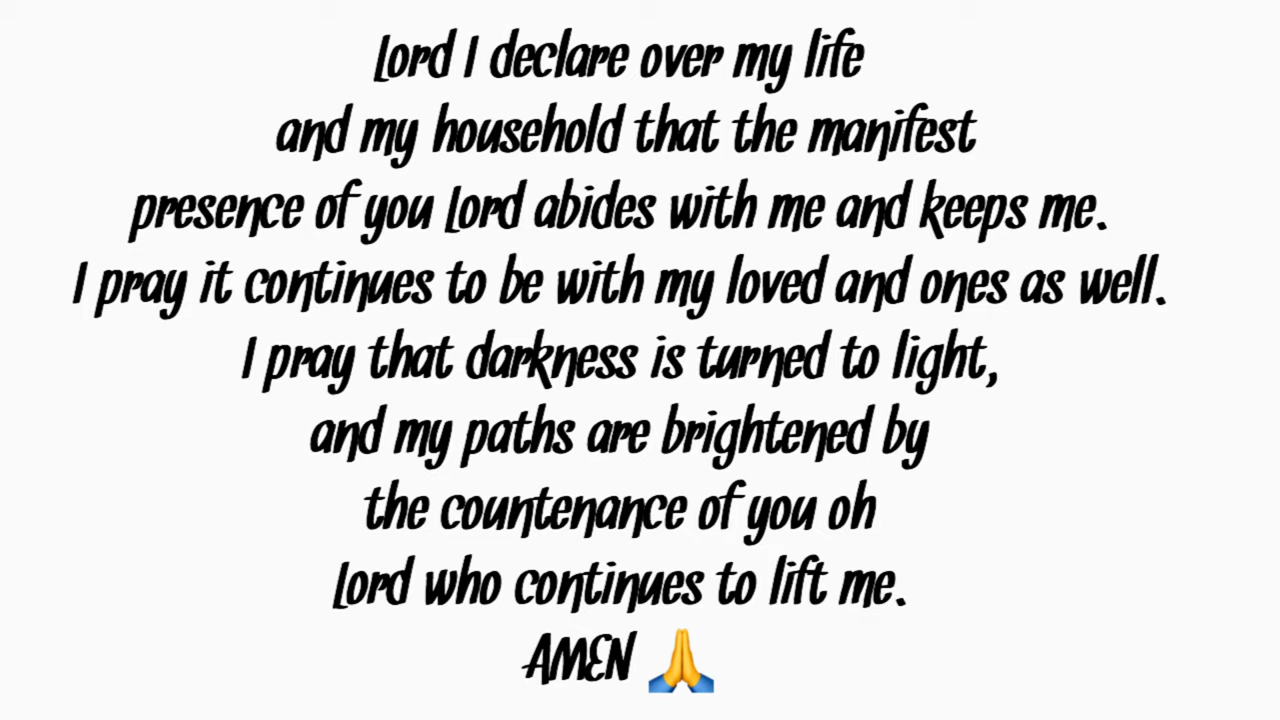 Lord I declare over my life
and my household that the manifest
presence of you Lord abides with me and keeps me.
I pray it continues to be with my loved and ones as well.
I pray that darkness is turned to light,
and my paths are brightened by
the countenance of you oh
Lord who continues to lift me.
AMEN 🙏